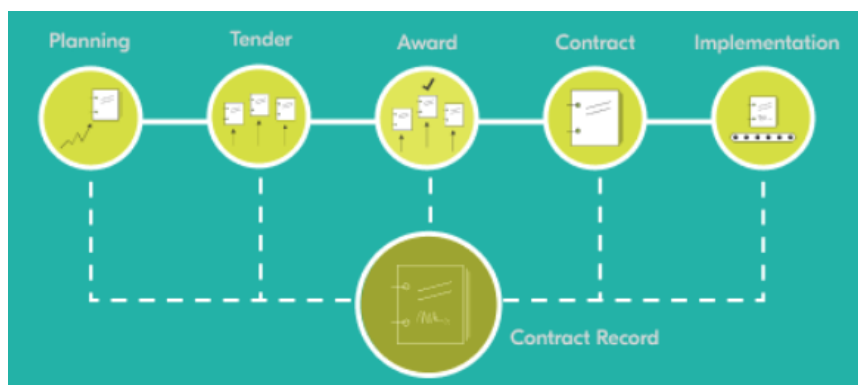 Planning
Tender
Award
Contract
Implementation
Contract Record